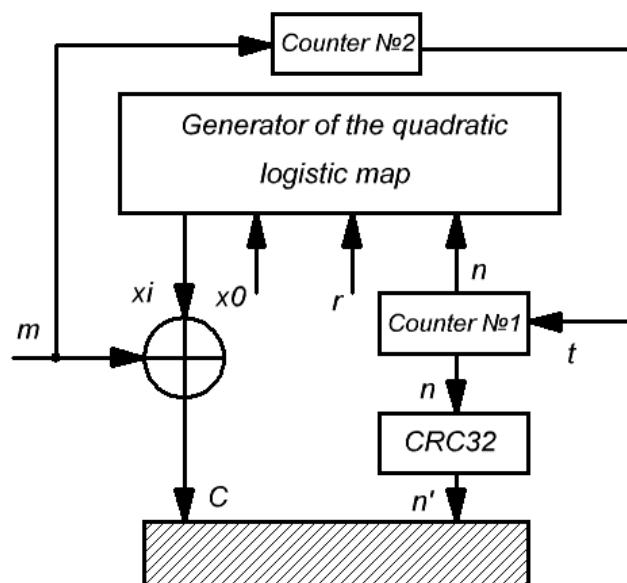 Counter №2
Generator of the quadratic
logistic map
xi
x0
r
n
m
Counter №1
t
n
CRC32
C
n'